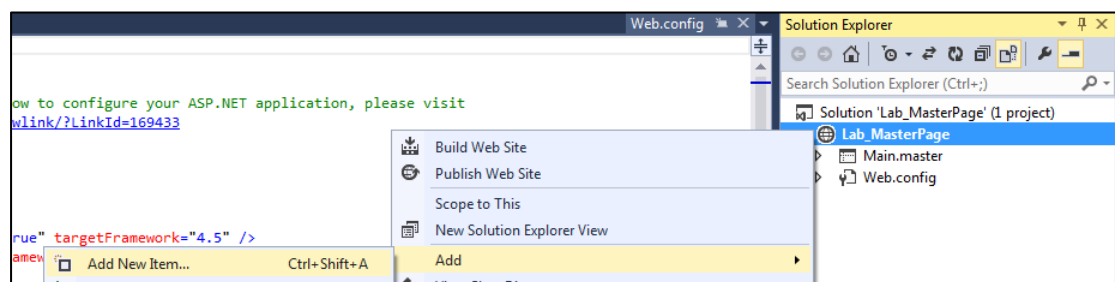 Web.config
Solution Explorer
Search Solution Explorer (Ctrl+;)
Solution 'Lab_MasterPage' (1 project)
Lab_MasterPage
Main.master
Web.config
ow to configure your ASP.NET application, please visit
wlink/?LinkId=169433
rue" targetFramework="4.5" />
amew
Build Web Site
Publish Web Site
Scope to This
New Solution Explorer View
Add
Add New Item... Ctrl+Shift+A